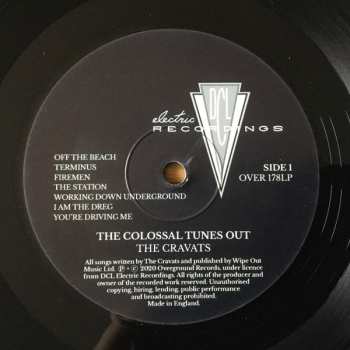 DCL
electric
RECORDINGS
OFF THE BEACH
TERMINUS
FIREMEN
THE STATION
WORKING DOWN UNDERGROUND
I AM THE DREG
YOU'RE DRIVING ME
SIDE 1
OVER 178LP
THE COLOSSAL TUNES OUT
THE CRAVATS
All songs written by The Cravats and published by Wipe Out
Music Ltd. ℗ + © 2020 Overground Records, under licence
from DCL Electric Recordings. All rights of the producer and
owner of the recorded work reserved. Unauthorised
copying, hiring, lending, public performance
and broadcasting prohibited.
Made in England.